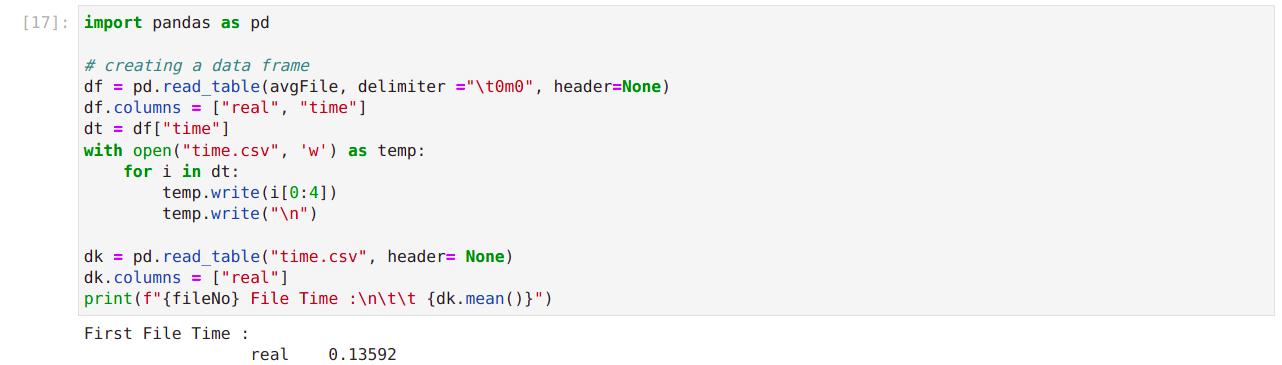 [17]: import pandas as pd
# creating a data frame
df = pd.read_table(avgFile, delimiter ="\t0m0", header=None)
df.columns = ["real", "time"]
dt = df["time"]
with open("time.csv", 'w') as temp:
    for i in dt:
        temp.write(i[0:4])
        temp.write("\n")
dk = pd.read_table("time.csv", header= None)
dk.columns = ["real"]
print(f"{fileNo} File Time :\n\t\t {dk.mean()}")
First File Time :
                 real    0.13592